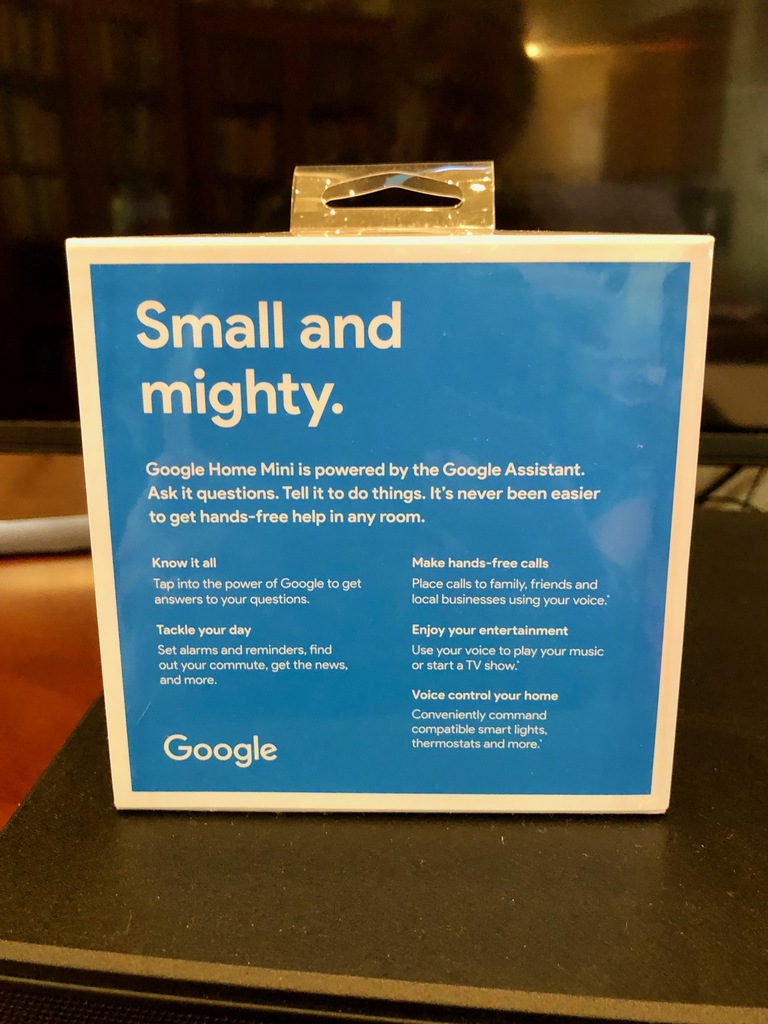 Small and
mighty.
Google Home Mini is powered by the Google Assistant.
Ask it questions. Tell it to do things. It's never been easier
to get hands-free help in any room.
Know it all
Tap into the power of Google to get
answers to your questions.
Tackle your day
Set alarms and reminders, find
out your commute, get the news,
and more.
Make hands-free calls
Place calls to family, friends and
local businesses using your voice.*
Enjoy your entertainment
Use your voice to play your music
or start a TV show.*
Voice control your home
Conveniently command
compatible smart lights,
thermostats and more.*
Google